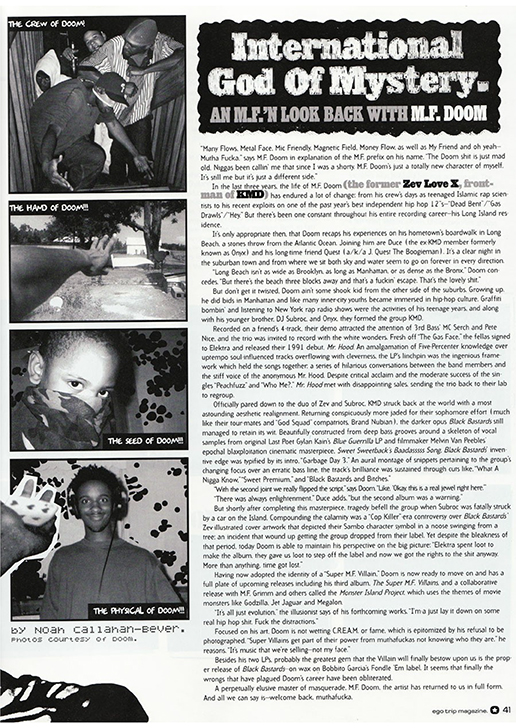 THE CREW OF DOOM!
THE HAND OF DOOM!!!
THE SEED OF DOOM!!!
THE PHYSICAL OF DOOM!!!
by NOAH CALLAHAN-BEVER.
PHOTOS COURTESY OF DOOM.
International
God Of Mystery.
AN M.F.'N LOOK BACK WITH M.F. DOOM
"Many Flows, Metal Face, Mic Friendly, Magnetic Field, Money Flow, as well as My Friend and oh yeah–
Mutha Fucka," says M.F. Doom in explanation of the M.F. prefix on his name. "The Doom shit is just mad
old. Niggas been callin' me that since I was a shorty. M.F. Doom's just a totally new character of myself.
It's still me but it's just a different side."
In the last three years, the life of M.F. Doom (the former Zev Love X, front-
man of KMD) has endured a lot of change: from his crew's days as teenaged Islamic rap scien-
tists to his recent exploits on one of the past year's best independent hip hop 12"s–"Dead Bent"/"Gas
Drawls"/"Hey." But there's been one constant throughout his entire recording career–his Long Island res
idence.
It's only appropriate then, that Doom recaps his experiences on his hometown's boardwalk in Long
Beach, a stones throw from the Atlantic Ocean. Joining him are Duce (the ex KMD member formerly
known as Onyx) and his long-time friend Quest (a/k/a J. Quest The Boogieman). It's a clear night in
the suburban town and from where we sit both sky and water seem to go on forever in every direction.
"Long Beach isn't as wide as Brooklyn, as long as Manhattan, or as dense as the Bronx," Doom con-
cedes. "But there's the beach three blocks away and that's a fuckin' escape. That's the lovely shit."
But don't get it twisted, Doom ain't some shook kid from the other side of the suburbs. Growing up,
he did bids in Manhattan and like many inner-city youths became immersed in hip-hop culture. Graffiti
bombin' and listening to New York rap radio shows were the activities of his teenage years, and along
with his younger brother, DJ Subroc, and Onyx, they formed the group KMD.
Recorded on a friend's 4-track, their demo attracted the attention of 3rd Bass' MC Serch and Pete
Nice, and the trio was invited to record with the white wonders. Fresh off "The Gas Face," the fellas signed
to Elektra and released their 1991 debut, Mr. Hood. An amalgamation of Five-Percenter knowledge over
uptempo soul-influenced tracks overflowing with cleverness, the LP's linchpin was the ingenious frame-
work which held the songs together: a series of hilarious conversations between the band members and
the stiff voice of the anonymous Mr. Hood. Despite critical acclaim and the moderate success of the sin-
gles "Peachfuzz" and "Who Me?," Mr. Hood met with disappointing sales, sending the trio back to their lab
to regroup.
Officially pared down to the duo of Zev and Subroc, KMD struck back at the world with a most
astounding aesthetic realignment. Returning conspicuously more jaded for their sophomore effort (much
like their tour-mates and "God Squad" compatriots, Brand Nubian), the darker opus Black Bastards still
managed to retain its wit. Beautifully constructed from deep bass grooves around a skeleton of vocal
samples from original Last Poet Gylan Kain's Blue Guerrilla LP and filmmaker Melvin Van Peebles'
epochal blaxploitation cinematic masterpiece, Sweet Sweetback's Baadasssss Song, Black Bastards' inven-
tive edge was typified by its intro, "Garbage Day 3." An aural montage of snippets pertaining to the group's
changing focus over an erratic bass line, the track's brilliance was sustained through cuts like, "What A
Nigga Know," "Sweet Premium," and "Black Bastards and Bitches."
"With the second joint we really flipped the script," says Doom. "Like, 'Okay, this is a real jewel right here.'"
"There was always enlightenment," Duce adds, "but the second album was a warning."
But shortly after completing this masterpiece, tragedy befell the group when Subroc was fatally struck
by a car on the Island. Compounding the calamity was a "Cop Killer"-era controversy over Black Bastards'
Zev-illustrated cover artwork that depicted their Sambo character symbol in a noose swinging from a
tree; an incident that wound up getting the group dropped from their label. Yet despite the bleakness of
that period, today Doom is able to maintain his perspective on the big picture: "Elektra spent loot to
make the album, they gave us loot to step off the label and now we got the rights to the shit anyway.
More than anything, time got lost."
Having now adopted the identity of a "Super M.F. Villain," Doom is now ready to move on and has a
full plate of upcoming releases including his third album, The Super M.F. Villains, and a collaborative
release with M.F. Grimm and others called the Monster Island Project, which uses the themes of movie
monsters like Godzilla, Jet Jaguar and Megalon.
"It's all just evolution," the illusionist says of his forthcoming works. "I'm a just lay it down on some
real hip hop shit. Fuck the distractions."
Focused on his art, Doom is not wetting C.R.E.A.M. or fame, which is epitomized by his refusal to be
photographed. "Super Villains get part of their power from muthafuckas not knowing who they are," he
reasons. "It's music that we're selling–not my face."
Besides his two LPs, probably the greatest gem that the Villain will finally bestow upon us is the prop
er release of Black Bastards–on wax on Bobbito Garcia's Fondle 'Em label. It seems that finally the
wrongs that have plagued Doom's career have been obliterated.
A perpetually elusive master of masquerade, M.F. Doom, the artist has returned to us in full form.
And all we can say is–welcome back, muthafucka.
ego trip magazine. 41